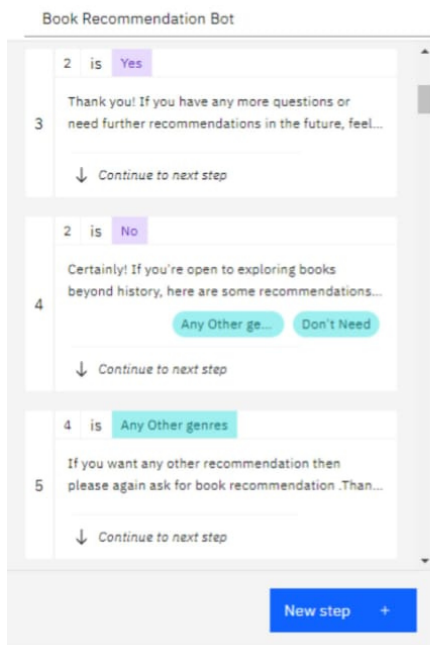 Book Recommendation Bot
2 is Yes
Thank you! If you have any more questions or
3 need further recommendations in the future, feel...
↓ Continue to next step
2 is No
Certainly! If you're open to exploring books
beyond history, here are some recommendations...
4
Any Other ge... Don't Need
↓ Continue to next step
4 is Any Other genres
If you want any other recommendation then
5 please again ask for book recommendation .Than...
↓ Continue to next step
New step +